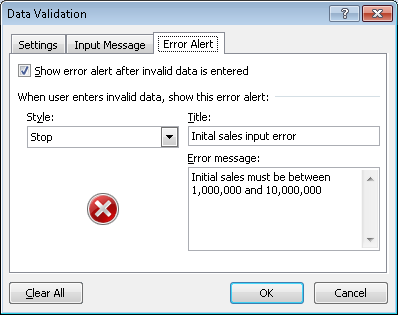 Data Validation
Settings
Input Message
Error Alert
Show error alert after invalid data is entered
When user enters invalid data, show this error alert:
Style:
Title:
Stop
Inital sales input error
Error message:
Initial sales must be between
1,000,000 and 10,000,000
Clear All
OK
Cancel